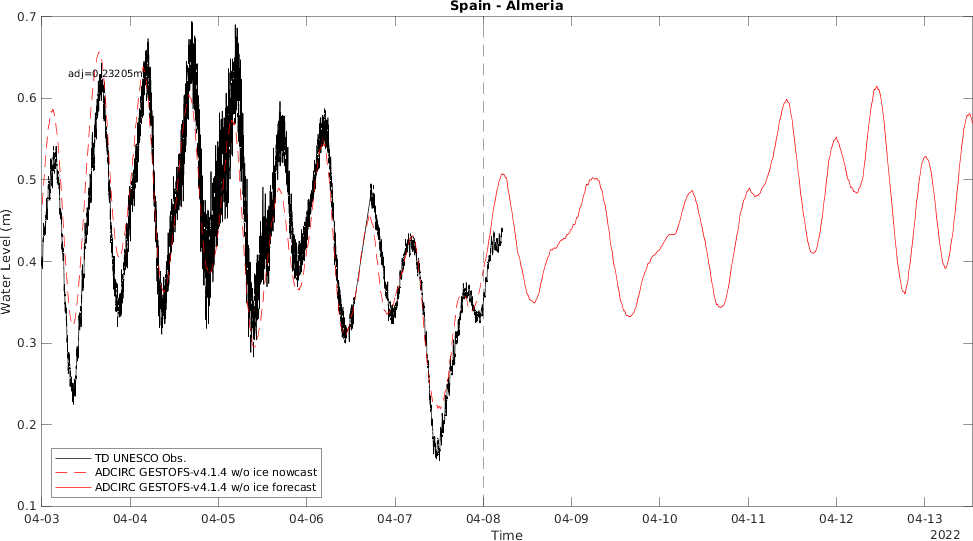 Spain - Almeria
0.7
adj=0.23205m
0.6
0.5
0.4
0.3
0.2
0.1
Water Level (m)
TD UNESCO Obs.
ADCIRC GESTOFS-v4.1.4 w/o ice nowcast
ADCIRC GESTOFS-v4.1.4 w/o ice forecast
04-03 04-04 04-05 04-06 04-07 04-08 04-09 04-10 04-11 04-12 04-13
Time
2022